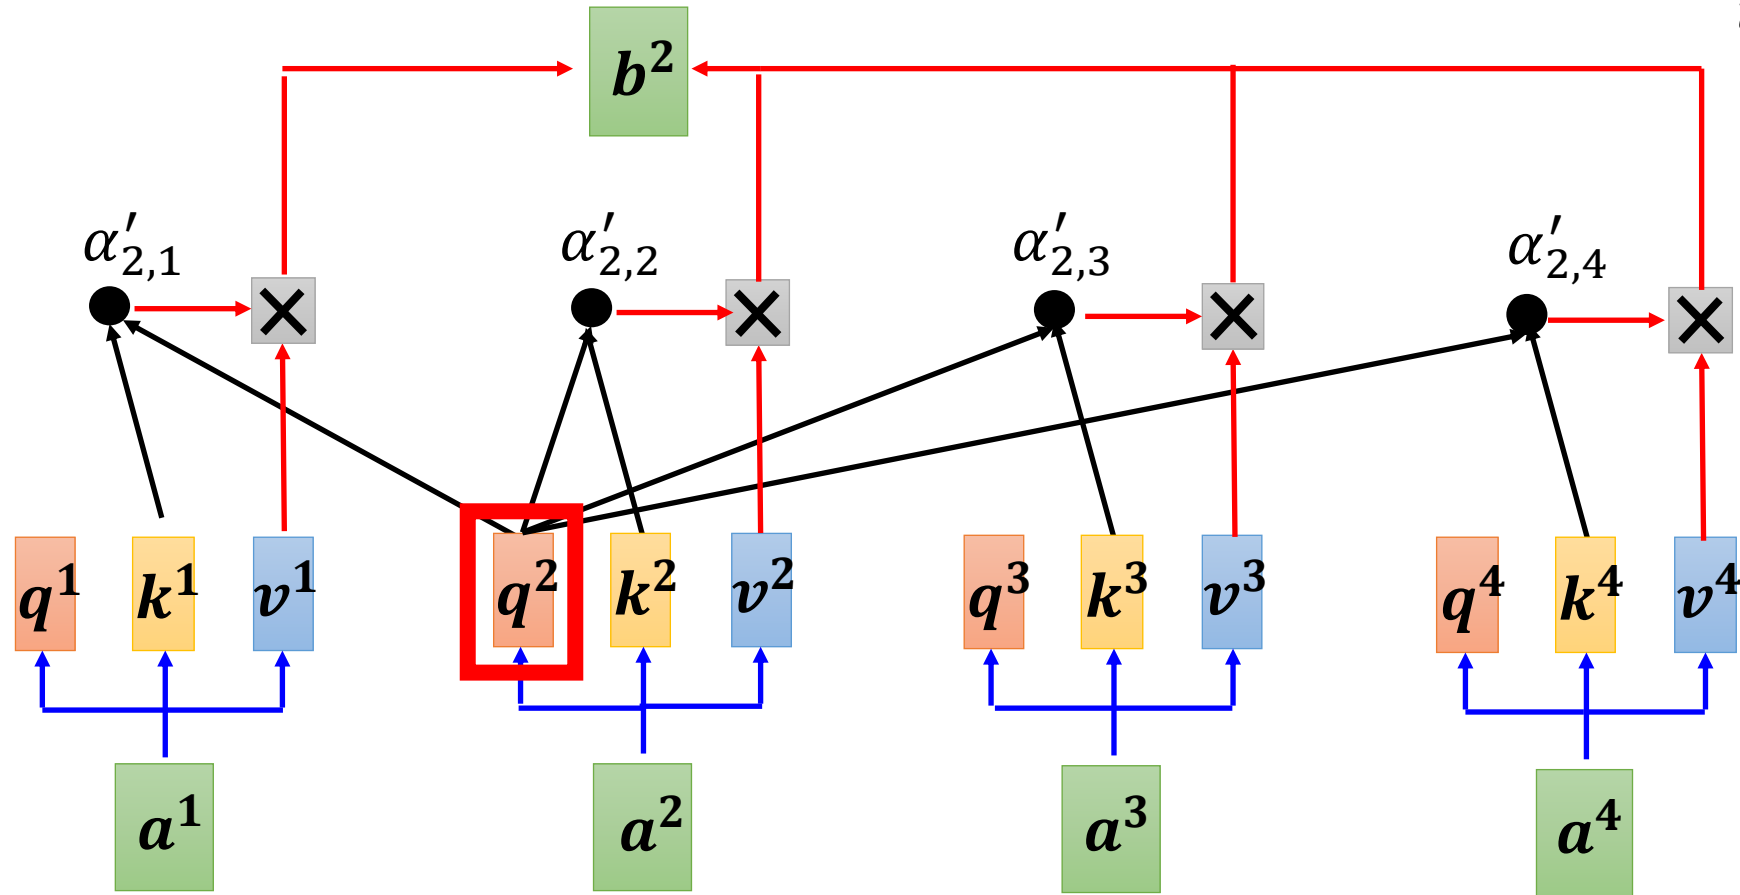 b²
α′₂,₁ α′₂,₂ α′₂,₃ α′₂,₄
× × × ×
q¹ k¹ v¹ q² k² v² q³ k³ v³ q⁴ k⁴ v⁴
a¹ a² a³ a⁴